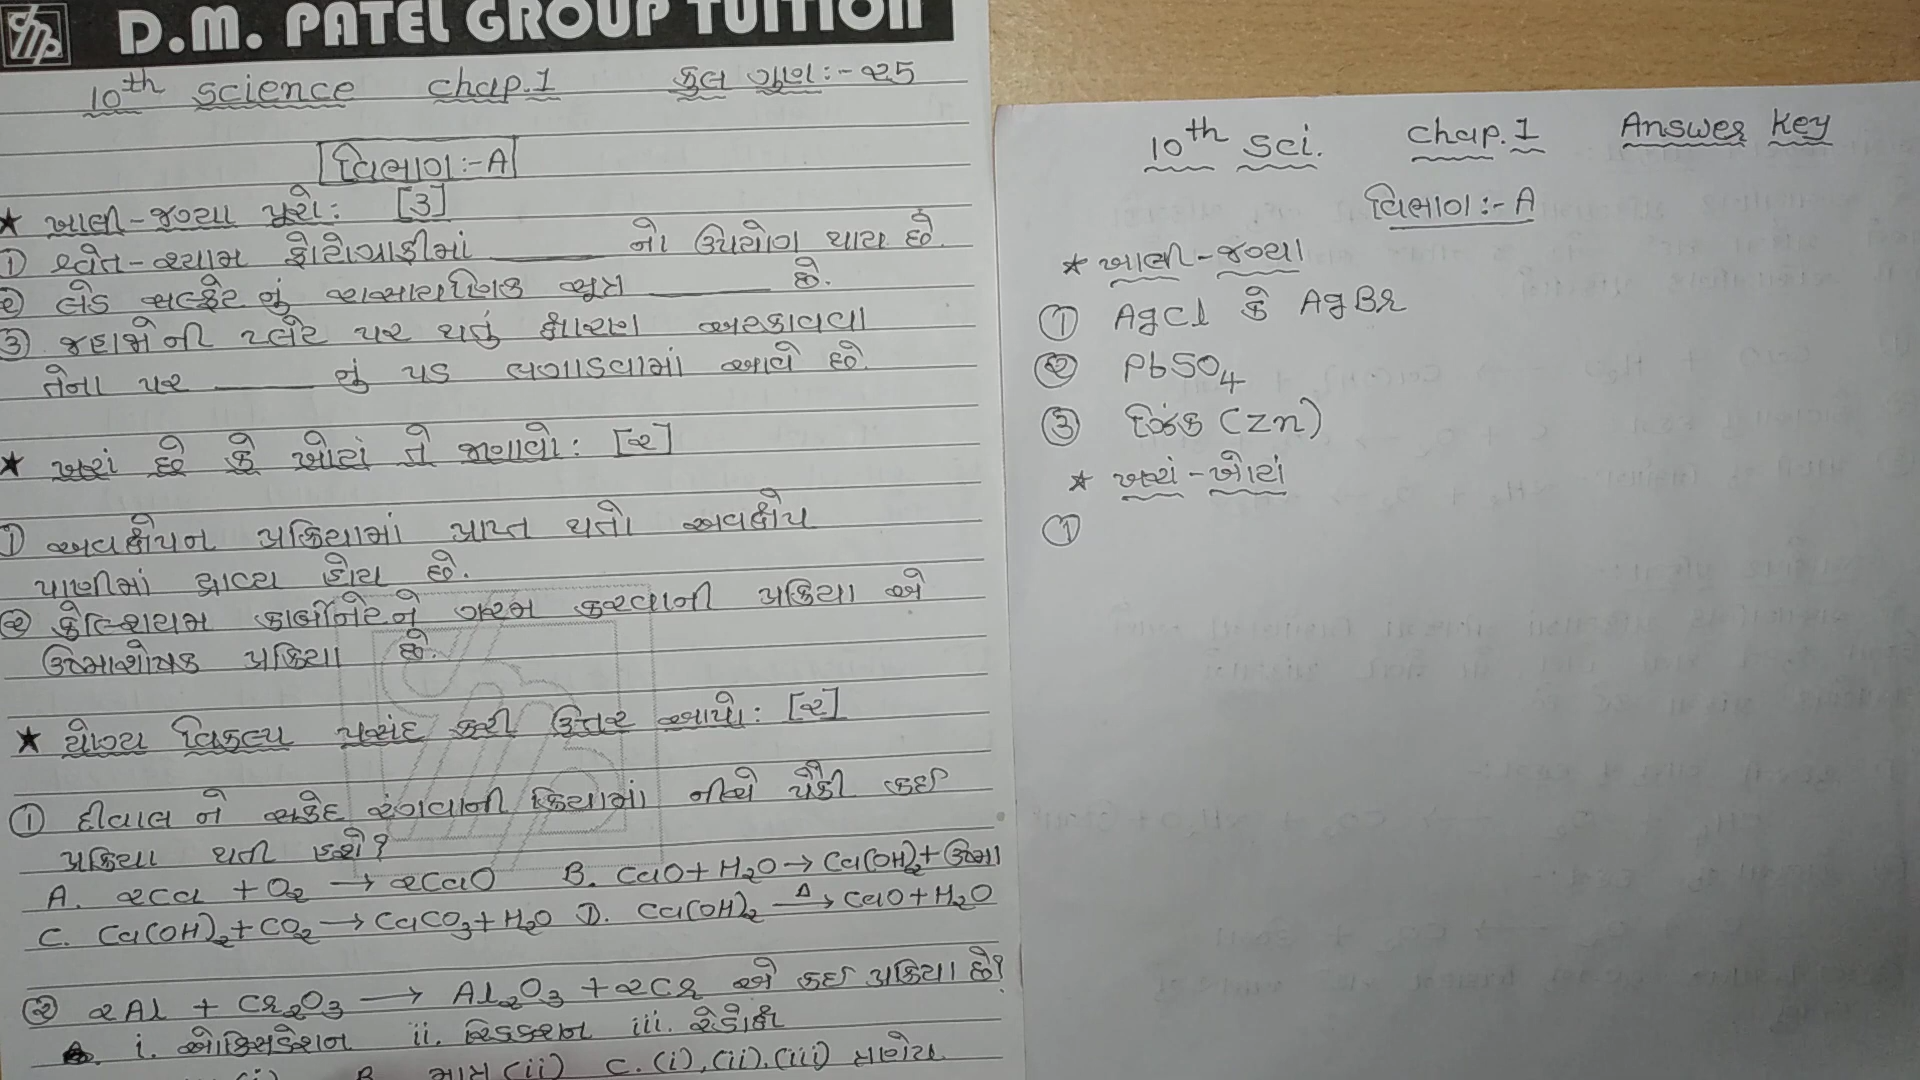 D.M. PATEL GROUP TUITION
10th science chap.1 કુલ ગુણ:-૨5
વિભાગ:-A
★ ખાલી-જગ્યા પૂરો: [3]
① શ્વેત-શ્યામ ફોટોગ્રાફીમાં ______ નો ઉપયોગ થાય છે.
② લેડ સલ્ફેટ નું રાસાયણિક સૂત્ર ______ છે.
③ જહાજોની પ્લેટ પર થતું ક્ષારણ અટકાવવા
તેના પર _____ નું પડ લગાડવામાં આવે છે.
★ ખરાં છે કે ખોટાં તે જણાવો: [૨]
① અવક્ષેપન પ્રક્રિયામાં પ્રાપ્ત થતો અવક્ષેપ
પાણીમાં દ્રાવ્ય હોય છે.
② કેલ્શિયમ કાર્બોનેટને ગરમ કરવાની પ્રક્રિયા એ
ઉષ્માશોષક પ્રક્રિયા છે.
★ યોગ્ય વિકલ્પ પસંદ કરી ઉત્તર આપો: [૨]
① દીવાલ ને સફેદ રંગવાની ક્રિયામાં નીચે પૈકી કઈ
પ્રક્રિયા થતી હશે?
A. ૨Ca + O₂ → ૨CaO B. CaO + H₂O → Ca(OH)₂ + ઉષ્મા
C. Ca(OH)₂ + CO₂ → CaCO₃ + H₂O D. Ca(OH)₂ —Δ→ CaO + H₂O
② ૨Al + Cr₂O₃ → Al₂O₃ + ૨Cr એ કઈ પ્રક્રિયા છે?
i. ઓક્સિડેશન ii. રિડક્શન iii. રેડોક્ષ
(i) B. માત્ર (ii) C. (i), (ii), (iii) ત્રણેય
10th Sci. Chap.1 Answer Key
વિભાગ:-A
★ ખાલી-જગ્યા
① AgCl કે AgBr
② PbSO₄
③ ઝિંક (Zn)
★ ખરાં-ખોટાં
①